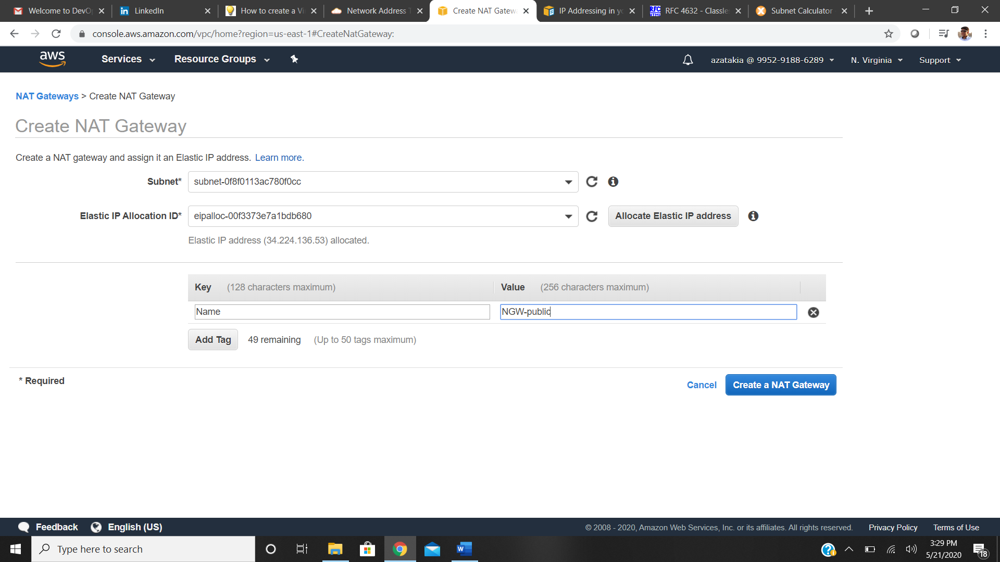 Welcome to DevO
LinkedIn
How to create a Vi
Network Address T
Create NAT Gatew
IP Addressing in yo
RFC 4632 - Classle
Subnet Calculator
console.aws.amazon.com/vpc/home?region=us-east-1#CreateNatGateway:
aws
Services
Resource Groups
azatakia @ 9952-9188-6289
N. Virginia
Support
NAT Gateways > Create NAT Gateway
Create NAT Gateway
Create a NAT gateway and assign it an Elastic IP address. Learn more.
Subnet* subnet-0f8f0113ac780f0cc
Elastic IP Allocation ID* eipalloc-00f3373e7a1bdb680 Allocate Elastic IP address
Elastic IP address (34.224.136.53) allocated.
Key (128 characters maximum) Value (256 characters maximum)
Name NGW-public
Add Tag 49 remaining (Up to 50 tags maximum)
* Required
Cancel Create a NAT Gateway
Feedback English (US) © 2008 - 2020, Amazon Web Services, Inc. or its affiliates. All rights reserved. Privacy Policy Terms of Use
Type here to search
3:29 PM
5/21/2020
18